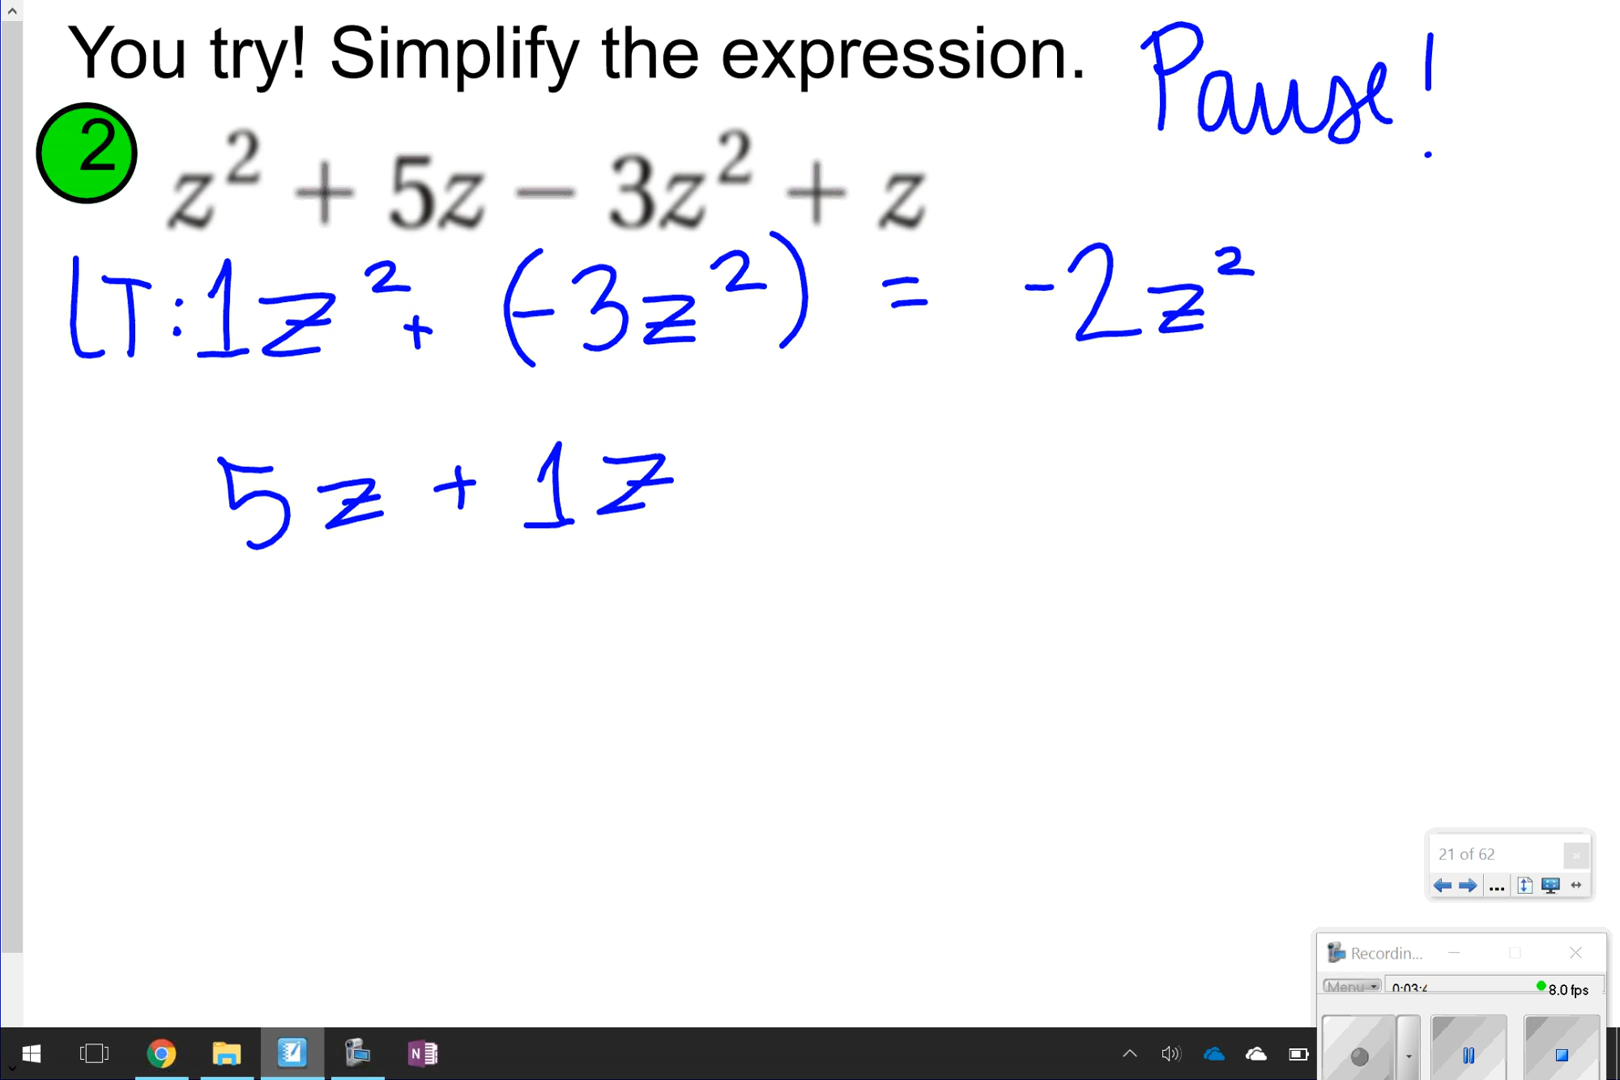 You try! Simplify the expression. Pause!
2 z² + 5z − 3z² + z
LT: 1z² + (-3z²) = -2z²
5z + 1z
21 of 62
Recordin...
Menu
8.0 fps
N